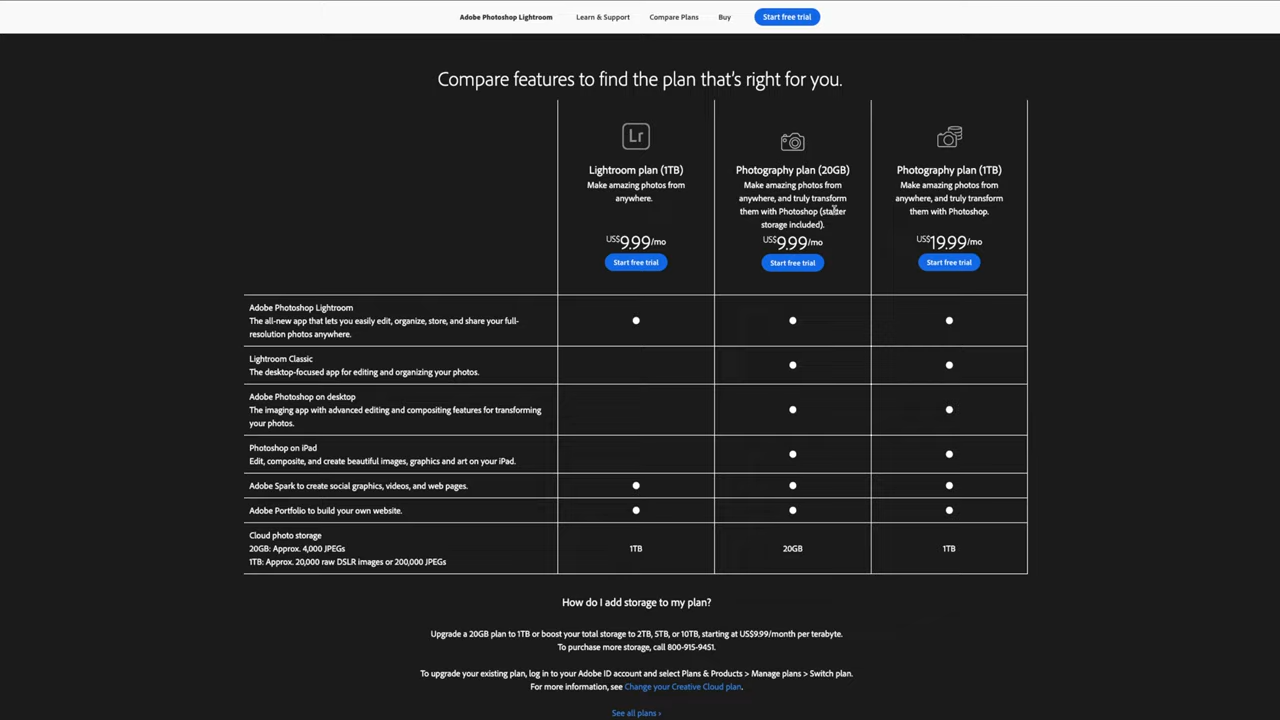 Adobe Photoshop Lightroom Learn & Support Compare Plans Buy Start free trial
Compare features to find the plan that's right for you.
Lr
Lightroom plan (1TB)
Make amazing photos from
anywhere.
US$9.99/mo
Start free trial
Photography plan (20GB)
Make amazing photos from
anywhere, and truly transform
them with Photoshop (starter
storage included).
US$9.99/mo
Start free trial
Photography plan (1TB)
Make amazing photos from
anywhere, and truly transform
them with Photoshop.
US$19.99/mo
Start free trial
Adobe Photoshop Lightroom
The all-new app that lets you easily edit, organize, store, and share your full-
resolution photos anywhere.
Lightroom Classic
The desktop-focused app for editing and organizing your photos.
Adobe Photoshop on desktop
The imaging app with advanced editing and compositing features for transforming
your photos.
Photoshop on iPad
Edit, composite, and create beautiful images, graphics and art on your iPad.
Adobe Spark to create social graphics, videos, and web pages.
Adobe Portfolio to build your own website.
Cloud photo storage
20GB: Approx. 4,000 JPEGs
1TB: Approx. 20,000 raw DSLR images or 200,000 JPEGs
1TB 20GB 1TB
How do I add storage to my plan?
Upgrade a 20GB plan to 1TB or boost your total storage to 2TB, 5TB, or 10TB, starting at US$9.99/month per terabyte.
To purchase more storage, call 800-915-9451.
To upgrade your existing plan, log in to your Adobe ID account and select Plans & Products > Manage plans > Switch plan.
For more information, see Change your Creative Cloud plan.
See all plans ›